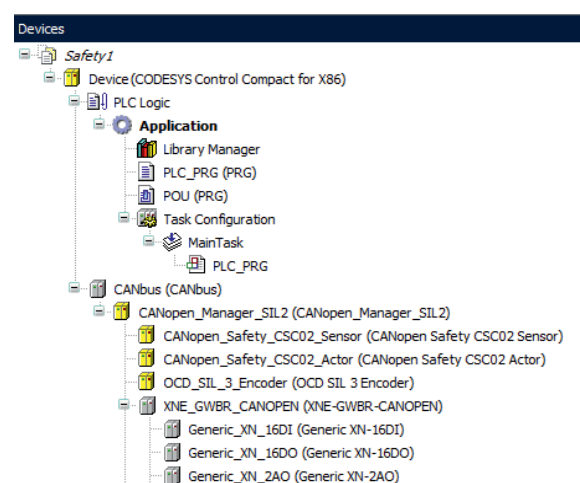 Devices
Safety1
Device (CODESYS Control Compact for X86)
PLC Logic
Application
Library Manager
PLC_PRG (PRG)
POU (PRG)
Task Configuration
MainTask
PLC_PRG
CANbus (CANbus)
CANopen_Manager_SIL2 (CANopen_Manager_SIL2)
CANopen_Safety_CSC02_Sensor (CANopen Safety CSC02 Sensor)
CANopen_Safety_CSC02_Actor (CANopen Safety CSC02 Actor)
OCD_SIL_3_Encoder (OCD SIL 3 Encoder)
XNE_GWBR_CANOPEN (XNE-GWBR-CANOPEN)
Generic_XN_16DI (Generic XN-16DI)
Generic_XN_16DO (Generic XN-16DO)
Generic_XN_2AO (Generic XN-2AO)